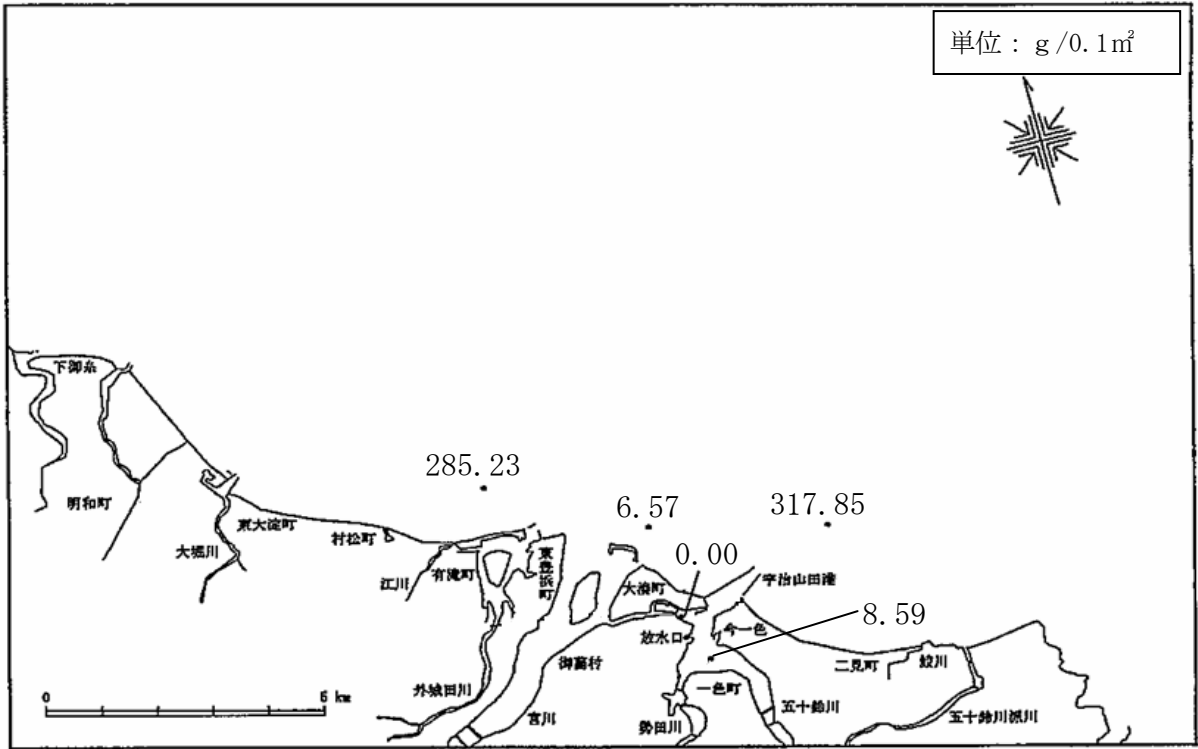 単位：ｇ/0.1㎡
下御糸
285.23
明和町
6.57
317.85
東大淀町
村松町
大堀川
0.00
江川
有滝町
東豊浜町
大湊町
宇治山田港
8.59
放水口
今一色
御薗村
二見町
鮫川
外城田川
一色町
0
6 km
宮川
勢田川
五十鈴川
五十鈴川派川